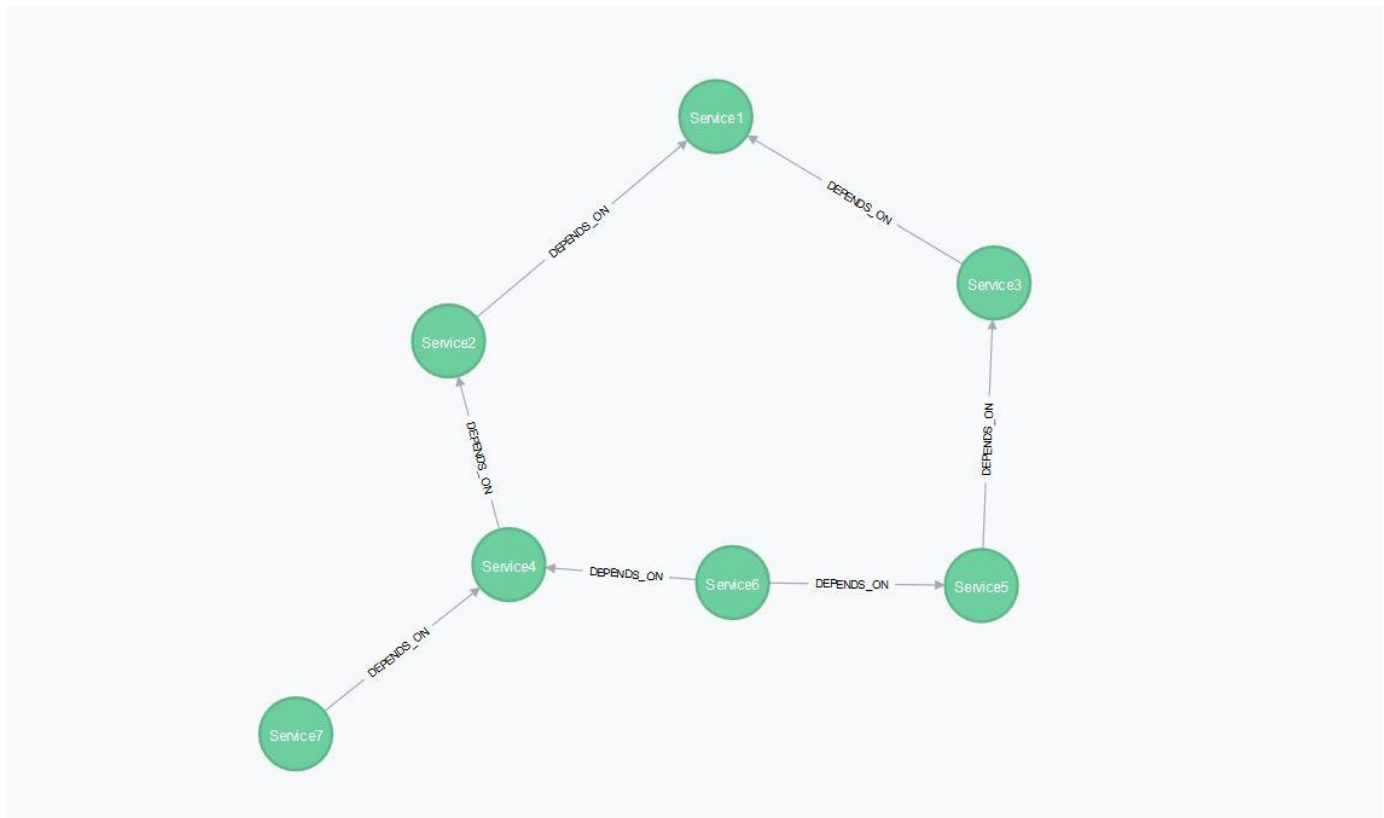 Service1
DEPENDS_ON
DEPENDS_ON
Service3
Service2
DEPENDS_ON
DEPENDS_ON
Service4
DEPENDS_ON
Service6
DEPENDS_ON
Service5
DEPENDS_ON
Service7